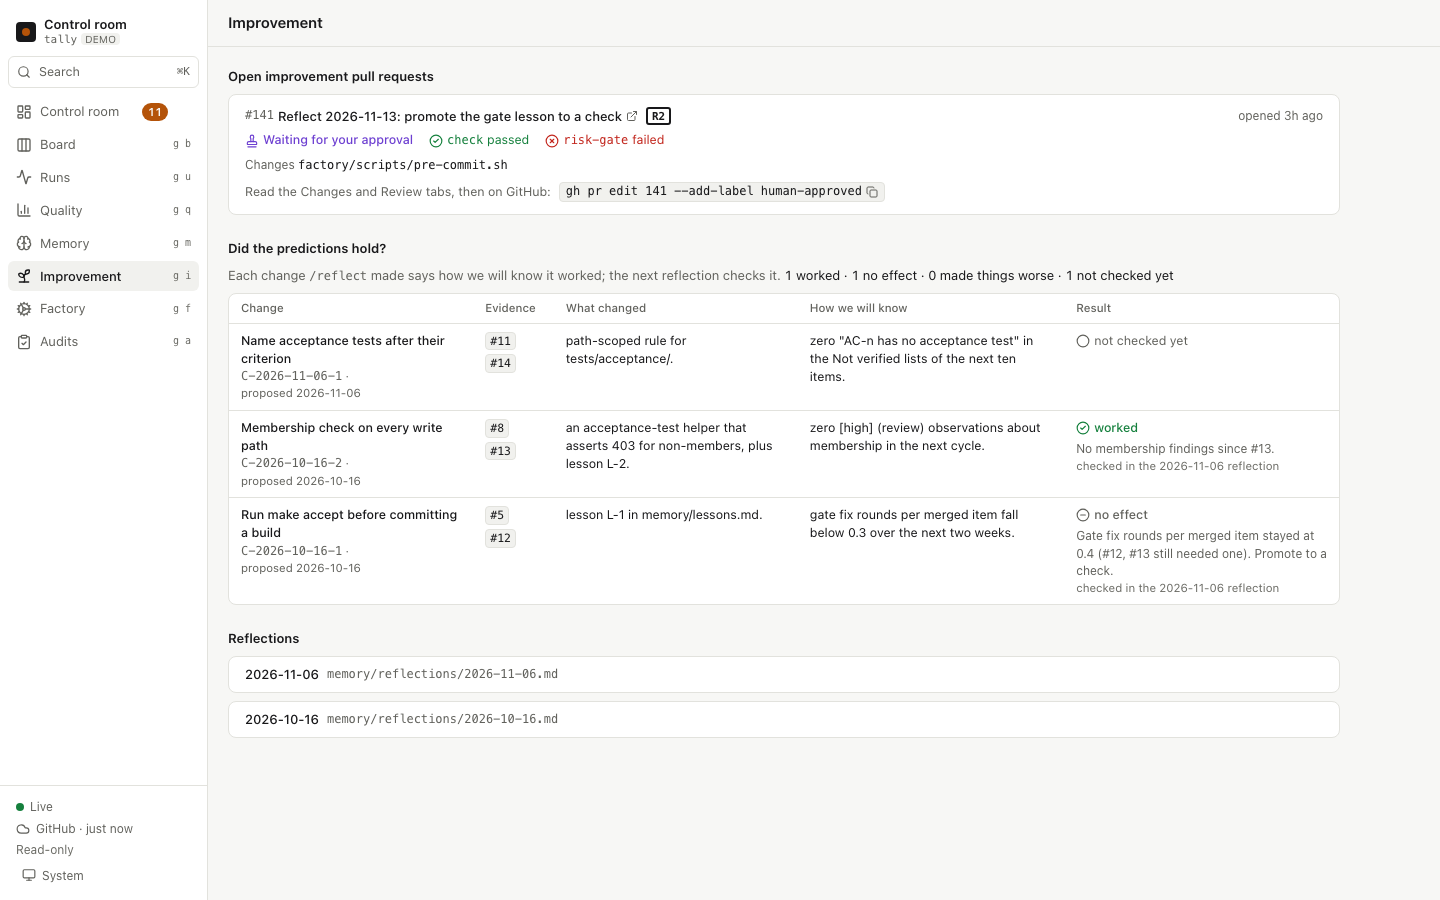 Control room
tally DEMO
Search ⌘K
Control room 11
Board g b
Runs g u
Quality g q
Memory g m
Improvement g i
Factory g f
Audits g a
Live
GitHub · just now
Read-only
System
Improvement
Open improvement pull requests
#141 Reflect 2026-11-13: promote the gate lesson to a check R2 opened 3h ago
Waiting for your approval check passed risk-gate failed
Changes factory/scripts/pre-commit.sh
Read the Changes and Review tabs, then on GitHub: gh pr edit 141 --add-label human-approved
Did the predictions hold?
Each change /reflect made says how we will know it worked; the next reflection checks it. 1 worked · 1 no effect · 0 made things worse · 1 not checked yet
Change Evidence What changed How we will know Result
Name acceptance tests after their
criterion
C-2026-11-06-1 ·
proposed 2026-11-06
#11
#14
path-scoped rule for
tests/acceptance/.
zero "AC-n has no acceptance test" in
the Not verified lists of the next ten
items.
not checked yet
Membership check on every write
path
C-2026-10-16-2 ·
proposed 2026-10-16
#8
#13
an acceptance-test helper that
asserts 403 for non-members, plus
lesson L-2.
zero [high] (review) observations about
membership in the next cycle.
worked
No membership findings since #13.
checked in the 2026-11-06 reflection
Run make accept before committing
a build
C-2026-10-16-1 ·
proposed 2026-10-16
#5
#12
lesson L-1 in memory/lessons.md.
gate fix rounds per merged item fall
below 0.3 over the next two weeks.
no effect
Gate fix rounds per merged item stayed at
0.4 (#12, #13 still needed one). Promote to a
check.
checked in the 2026-11-06 reflection
Reflections
2026-11-06 memory/reflections/2026-11-06.md
2026-10-16 memory/reflections/2026-10-16.md